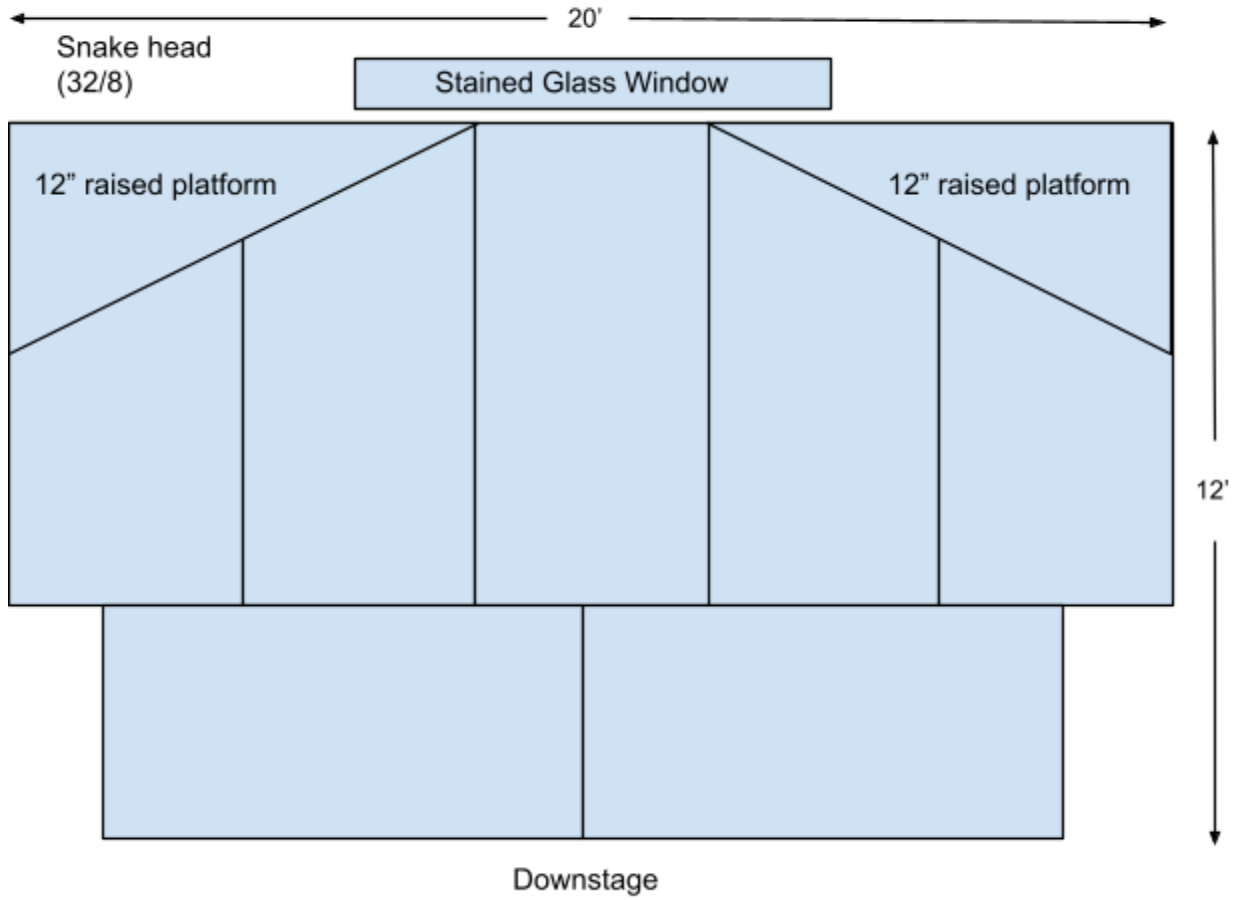 20’
Snake head
(32/8)
Stained Glass Window
12” raised platform
12” raised platform
12’
Downstage